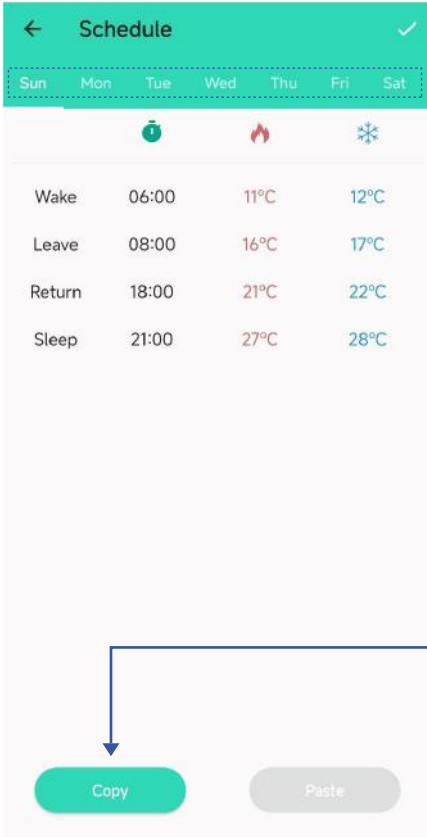 Schedule
Sun Mon Tue Wed Thu Fri Sat
Wake 06:00 11°C 12°C
Leave 08:00 16°C 17°C
Return 18:00 21°C 22°C
Sleep 21:00 27°C 28°C
Copy Paste